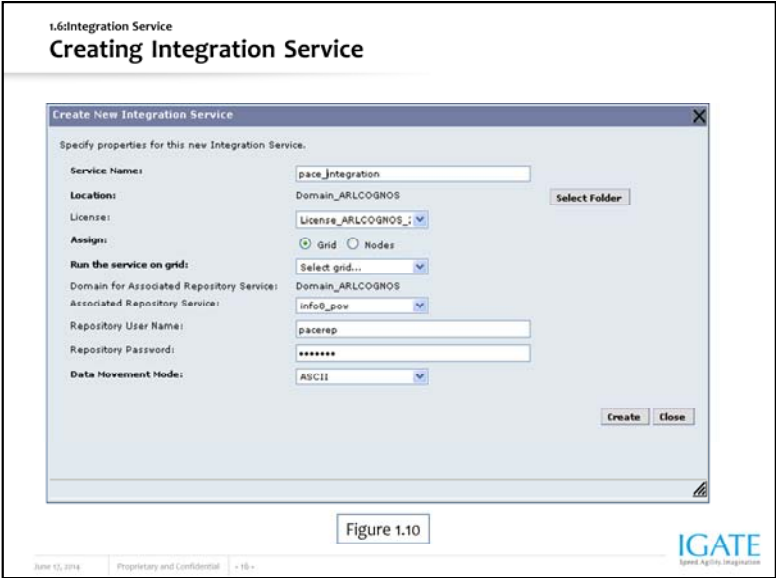 1.6:Integration Service
Creating Integration Service
Create New Integration Service
X
Specify properties for this new Integration Service.
Service Name: pace_integration
Location: Domain_ARLCOGNOS Select Folder
License: License_ARLCOGNOS_
Assign: Grid Nodes
Run the service on grid: Select grid...
Domain for Associated Repository Service: Domain_ARLCOGNOS
Associated Repository Service:
Repository User Name: pacerep
Repository Password: •••••••
Data Movement Mode: ASCII
Create Close
Figure 1.10
IGATE
Speed.Agility.Imagination
June 17, 2014 Proprietary and Confidential - 16 -